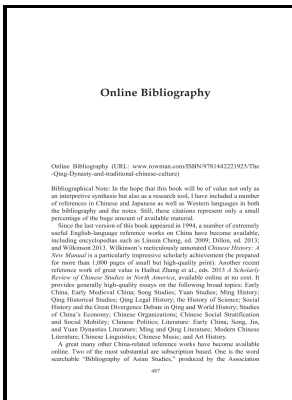 Online Bibliography
Online Bibliography (URL: www.rowman.com/ISBN/9781442221925/The
-Qing-Dynasty-and-traditional-chinese-culture)
Bibliographical Note: In the hope that this book will be of value not only as
an interpretive synthesis but also as a research tool, I have included a number
of references in Chinese and Japanese as well as Western languages in both
the bibliography and the notes. Still, these citations represent only a small
percentage of the huge amount of available material.
Since the last version of this book appeared in 1994, a number of extremely
useful English-language reference works on China have become available,
including encyclopedias such as Linsun Cheng, ed. 2009; Dillon, ed. 2013;
and Wilkinson 2013. Wilkinson's meticulously annotated Chinese History: A
New Manual is a particularly impressive scholarly achievement (be prepared
for more than 1,000 pages of small but high-quality print). Another recent
reference work of great value is Haihui Zhang et al., eds. 2013 A Scholarly
Review of Chinese Studies in North America, available online at no cost. It
provides generally high-quality essays on the following broad topics: Early
China, Early Medieval China; Song Studies; Yuan Studies; Ming History;
Qing Historical Studies; Qing Legal History; the History of Science; Social
History and the Great Divergence Debate in Qing and World History; Studies
of China's Economy; Chinese Organizations; Chinese Social Stratification
and Social Mobility; Chinese Politics; Literature: Early China; Song, Jin,
and Yuan Dynasties Literature; Ming and Qing Literature; Modern Chinese
Literature; Chinese Linguistics; Chinese Music; and Art History.
A great many other China-related reference works have become available
online. Two of the most substantial are subscription based. One is the word
searchable "Bibliography of Asian Studies," produced by the Association
487